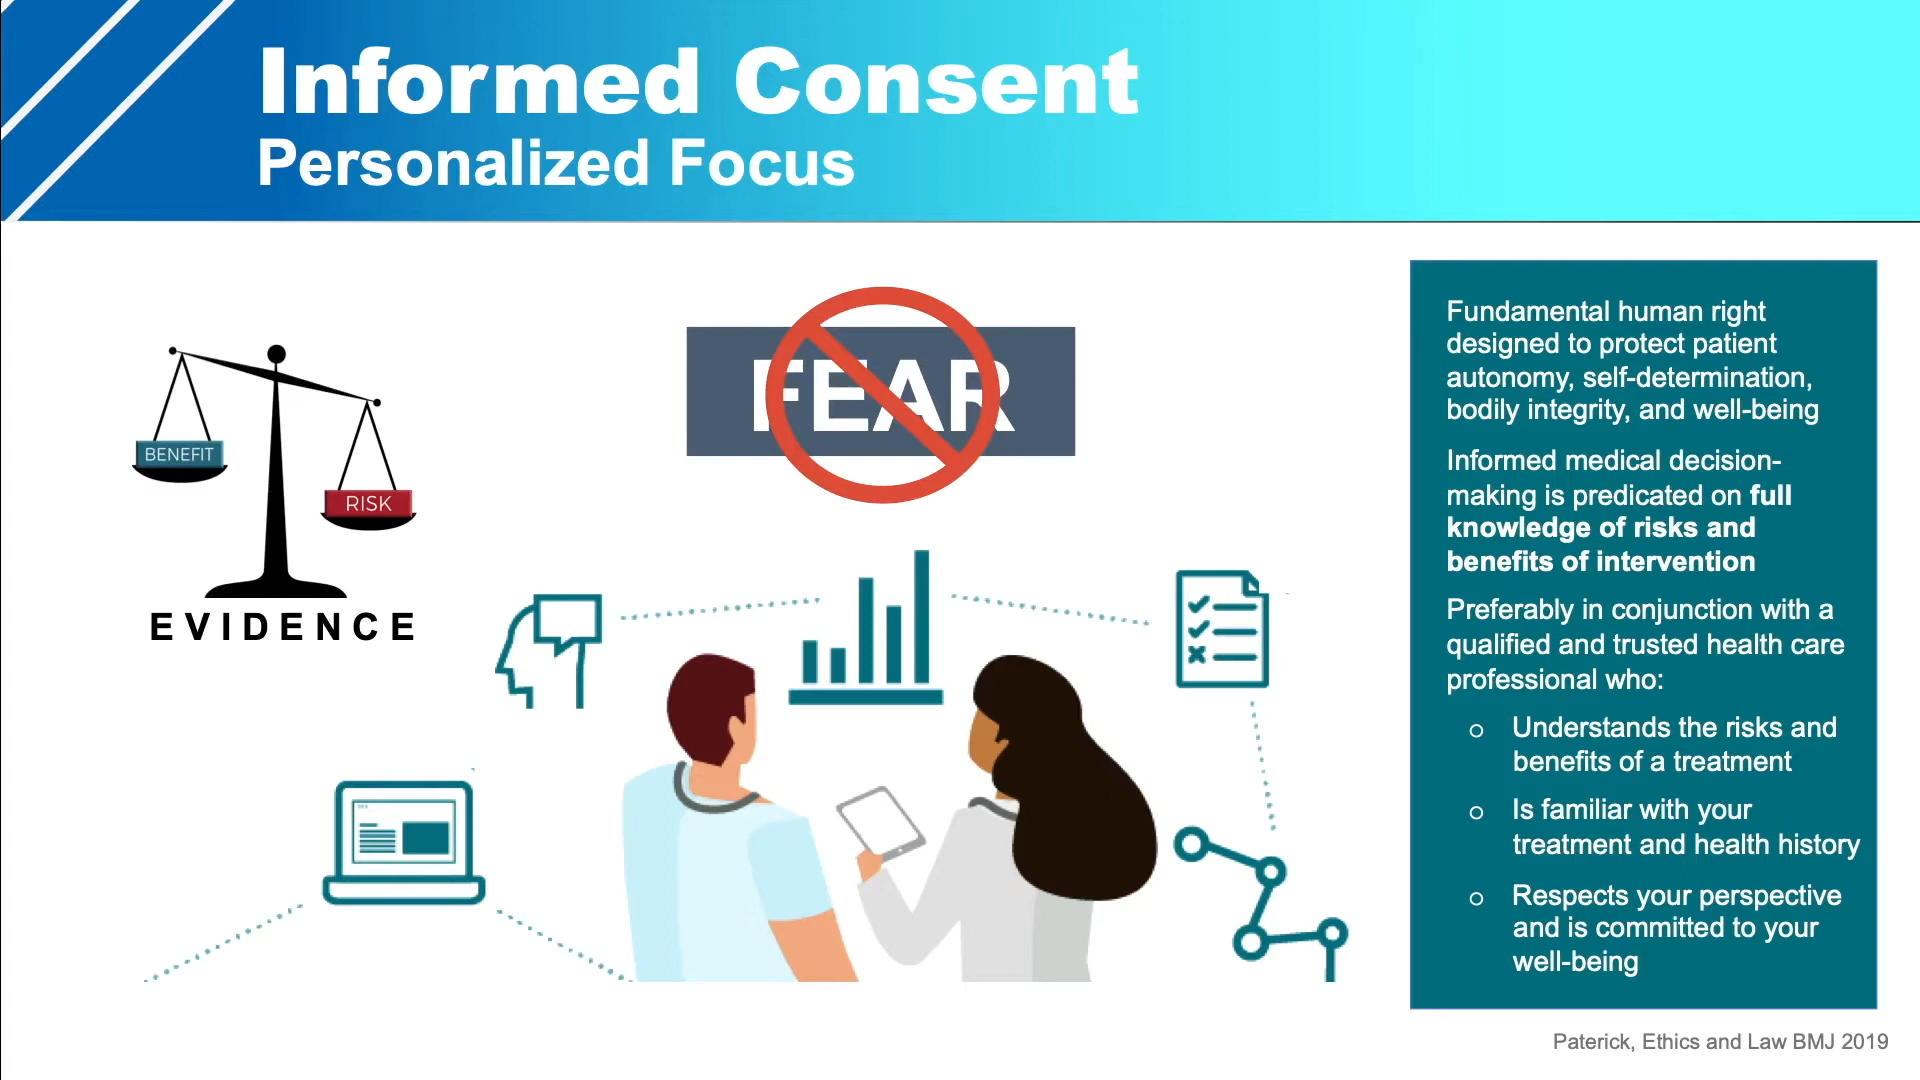 Informed Consent
Personalized Focus
BENEFIT
RISK
EVIDENCE
FEAR
Fundamental human right
designed to protect patient
autonomy, self-determination,
bodily integrity, and well-being
Informed medical decision-
making is predicated on full
knowledge of risks and
benefits of intervention
Preferably in conjunction with a
qualified and trusted health care
professional who:
o Understands the risks and
benefits of a treatment
o Is familiar with your
treatment and health history
o Respects your perspective
and is committed to your
well-being
Paterick, Ethics and Law BMJ 2019